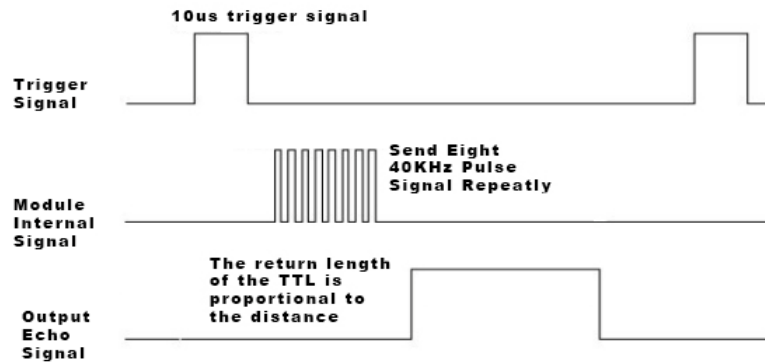 10us trigger signal
Trigger
Signal
Send Eight
40KHz Pulse
Signal Repeatly
Module
Internal
Signal
The return length
of the TTL is
proportional to
the distance
Output
Echo
Signal